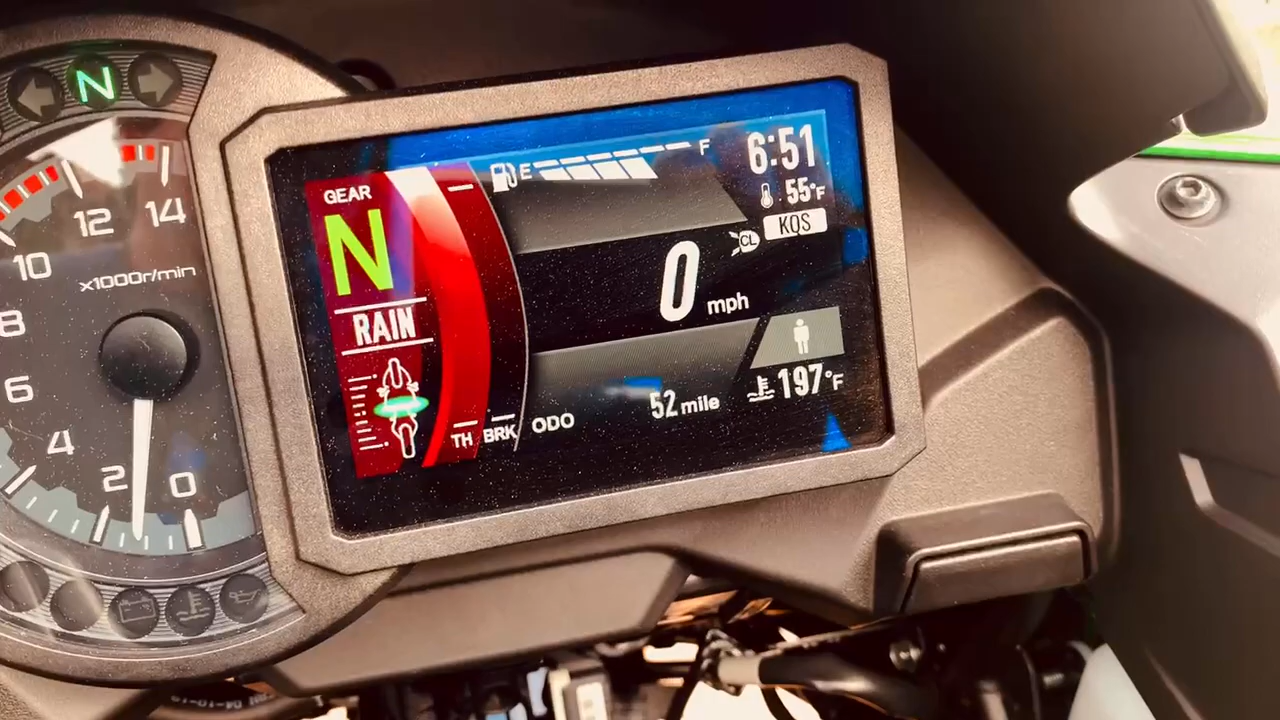 N
12 14
10
x1000r/min
8
6
4
2
0
GEAR
N
RAIN
TH BRK
E F
6:51
55°F
KQS
CL
0 mph
ODO 52 mile
197°F